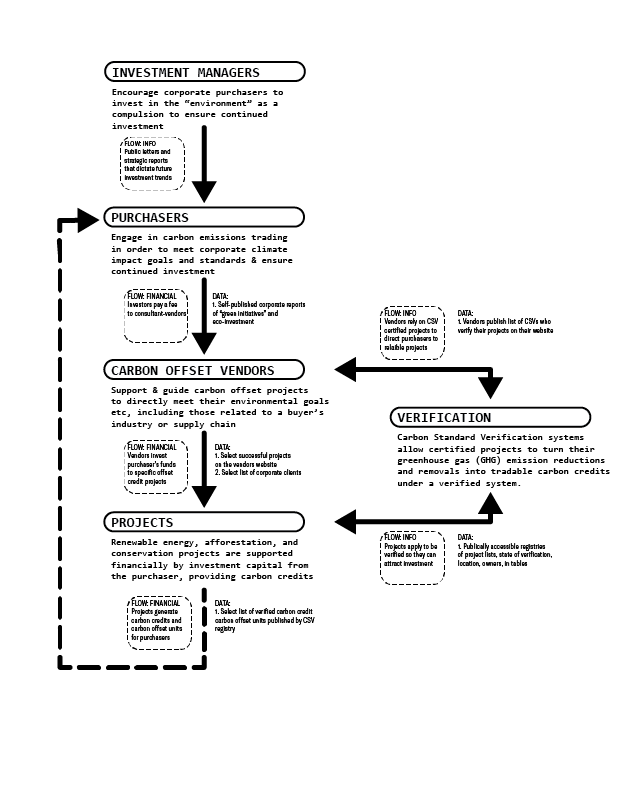 INVESTMENT MANAGERS
Encourage corporate purchasers to
invest in the “environment” as a
compulsion to ensure continued
investment
FLOW: INFO
Public letters and
strategic reports
that dictate future
investment trends
PURCHASERS
Engage in carbon emissions trading
in order to meet corporate climate
impact goals and standards & ensure
continued investment
FLOW: FINANCIAL
Investors pay a fee
to consultant-vendors
DATA:
1. Self-published corporate reports
of “green initiatives” and
eco-investment
FLOW: INFO
Vendors rely on CSV
certified projects to
direct purchasers to
reliable projects
DATA:
1. Vendors publish list of CSVs who
verify their projects on their website
CARBON OFFSET VENDORS
Support & guide carbon offset projects
to directly meet their environmental goals
etc, including those related to a buyer’s
industry or supply chain
VERIFICATION
Carbon Standard Verification systems
allow certified projects to turn their
greenhouse gas (GHG) emission reductions
and removals into tradable carbon credits
under a verified system.
FLOW: FINANCIAL
Vendors invest
purchaser’s funds
to specific offset
credit projects
DATA:
1. Select successful projects
on the vendors website
2. Select list of corporate clients
PROJECTS
Renewable energy, afforestation, and
conservation projects are supported
financially by investment capital from
the purchaser, providing carbon credits
FLOW: INFO
Projects apply to be
verified so they can
attract investment
DATA:
1. Publically accessible registries
of project lists, state of verification,
location, owners, in tables
FLOW: FINANCIAL
Projects generate
carbon credits and
carbon offset units
for purchasers
DATA:
1. Select list of verified carbon credit
carbon offset units published by CSV
registry